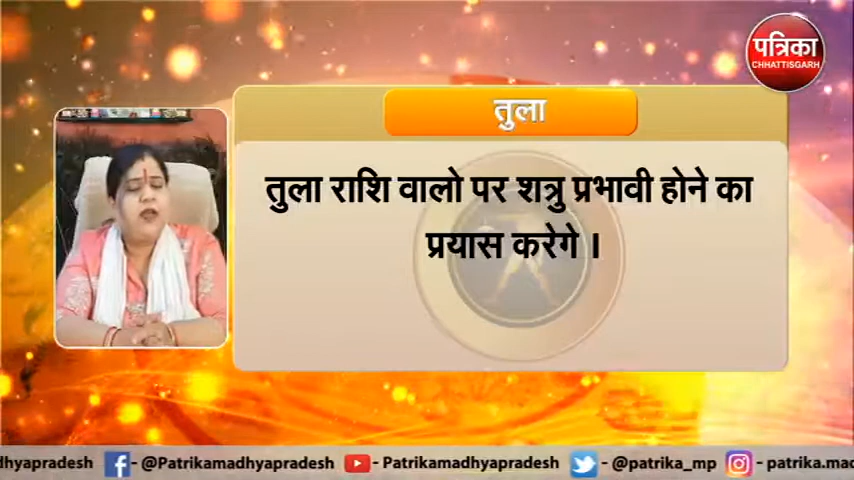 पत्रिका
CHHATTISGARH
तुला
तुला राशि वालो पर शत्रु प्रभावी होने का
प्रयास करेगे ।
dhyapradesh - @Patrikamadhyapradesh - Patrikamadhyapradesh - @patrika_mp - patrika.mad